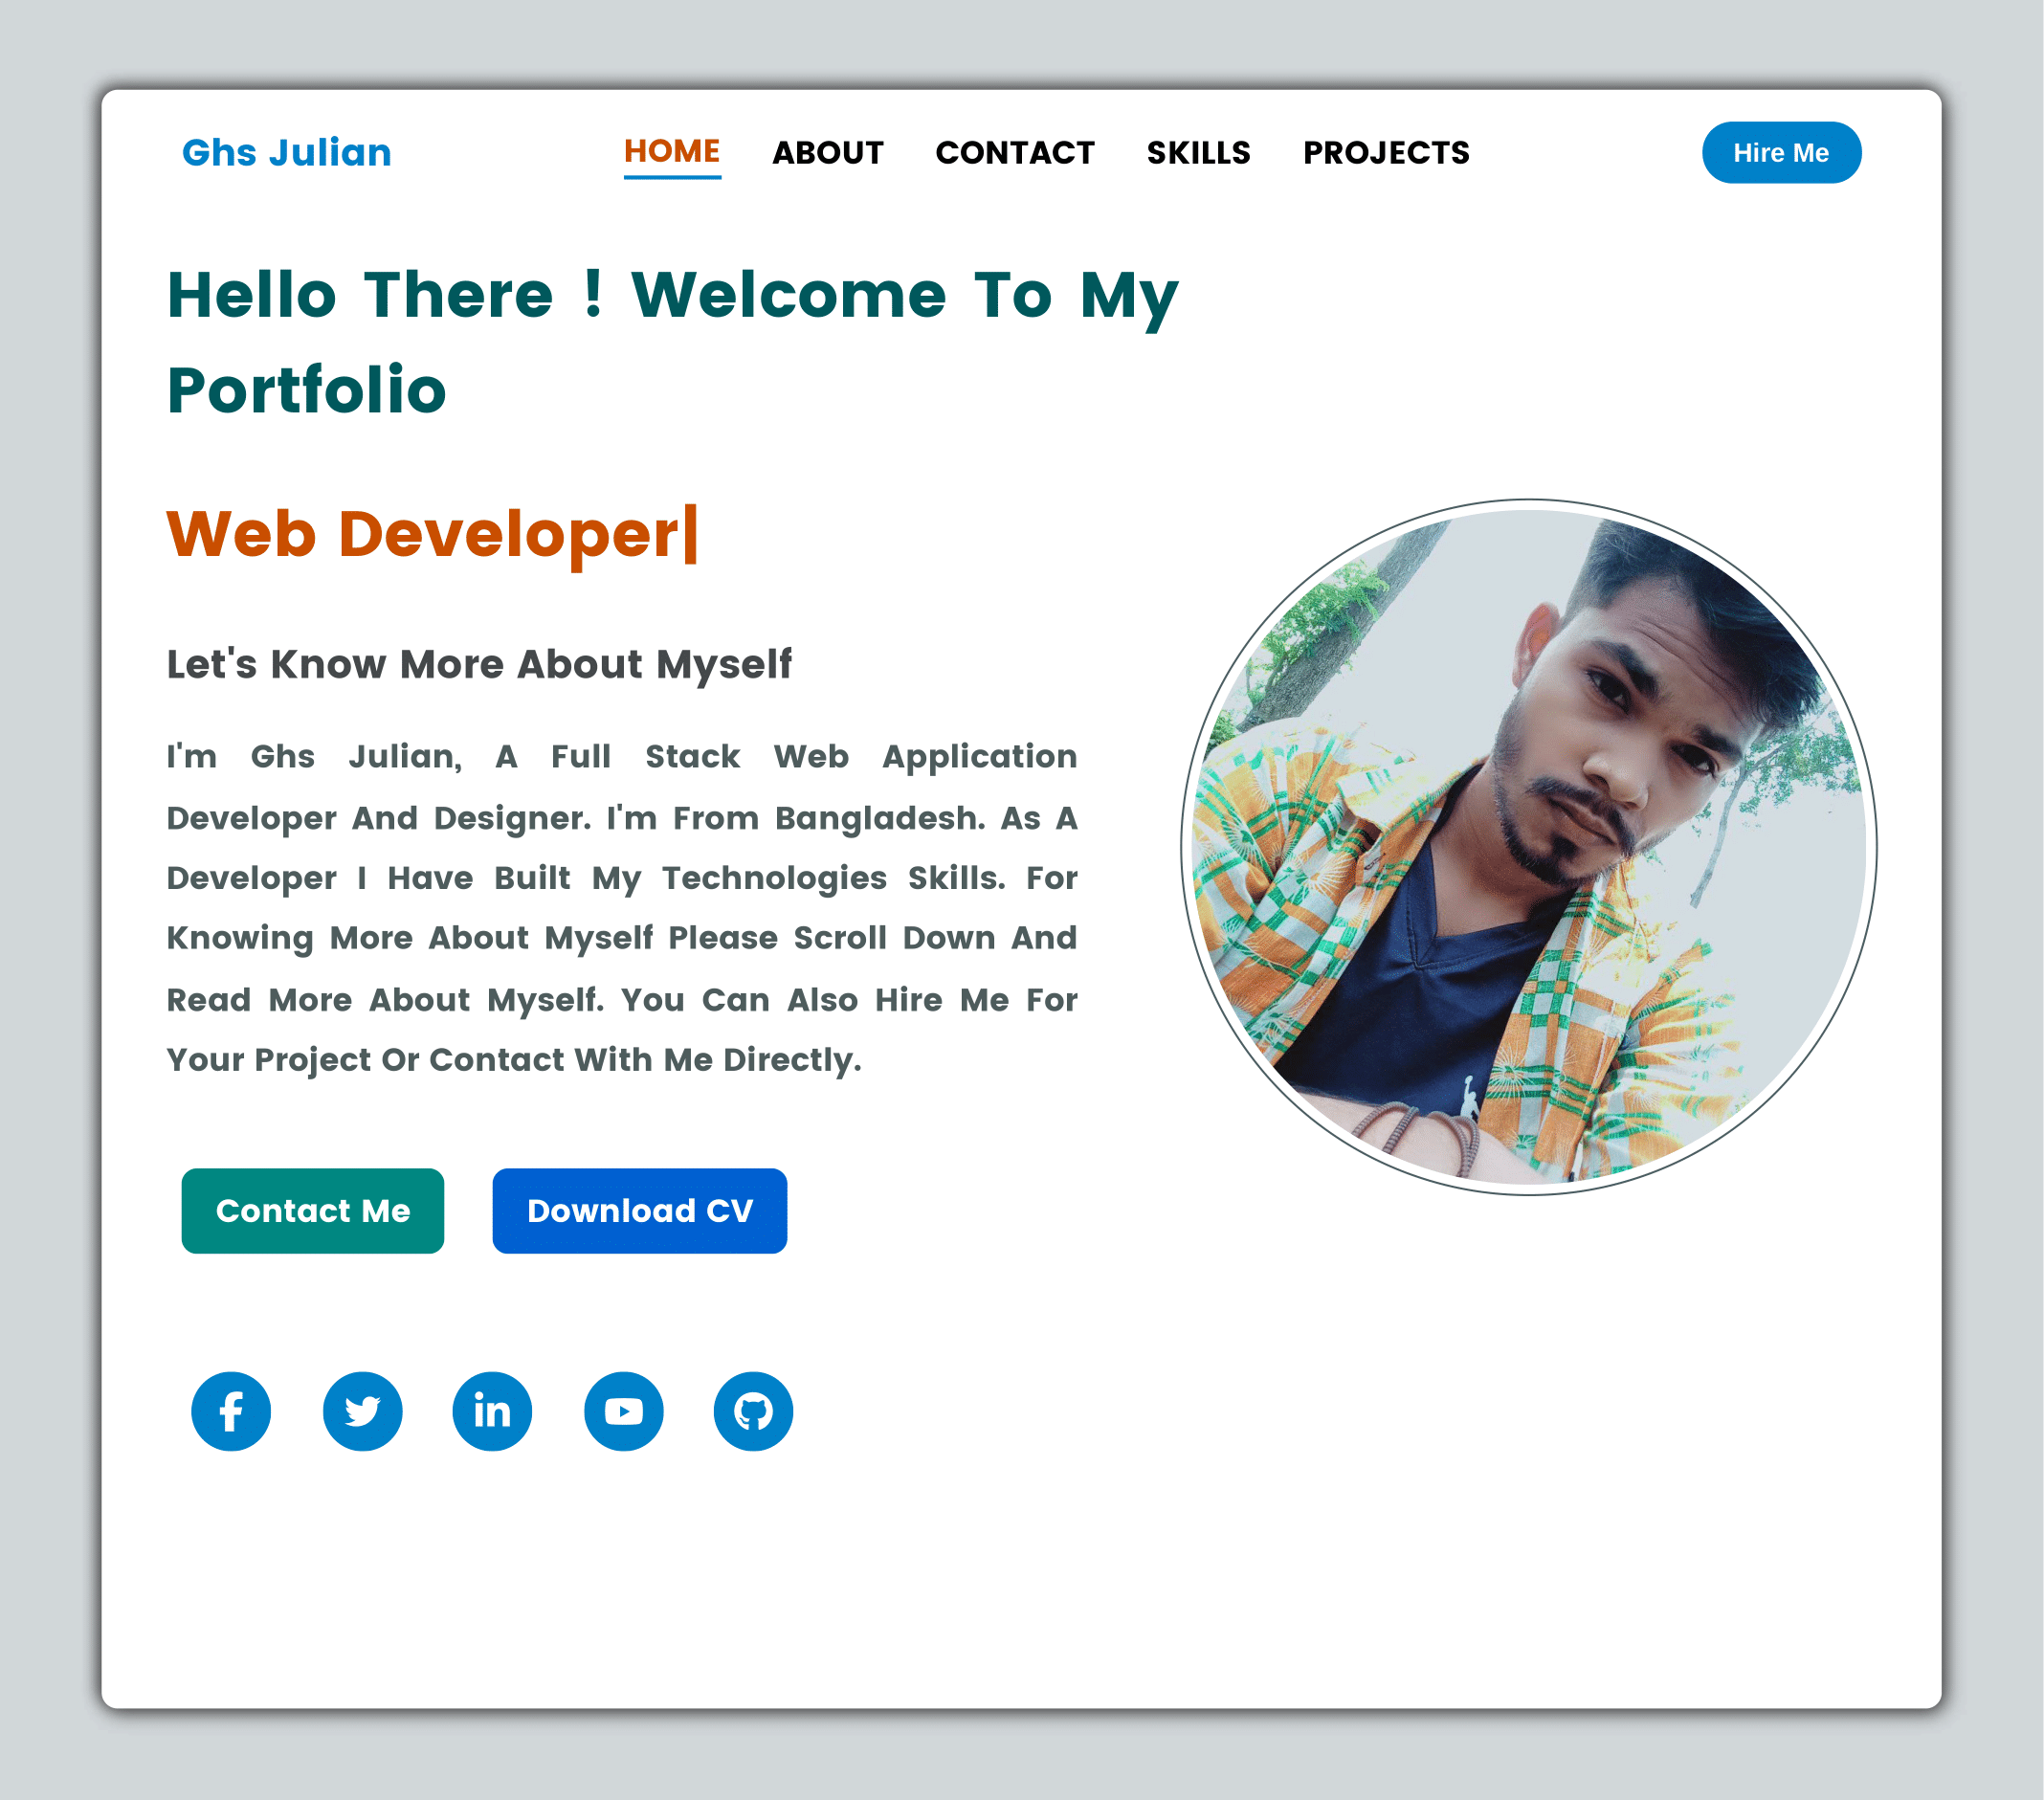 Ghs Julian
HOME ABOUT CONTACT SKILLS PROJECTS
Hire Me
Hello There ! Welcome To My
Portfolio
Web Developer|
Let's Know More About Myself
I'm Ghs Julian, A Full Stack Web Application
Developer And Designer. I'm From Bangladesh. As A
Developer I Have Built My Technologies Skills. For
Knowing More About Myself Please Scroll Down And
Read More About Myself. You Can Also Hire Me For
Your Project Or Contact With Me Directly.
Contact Me
Download CV